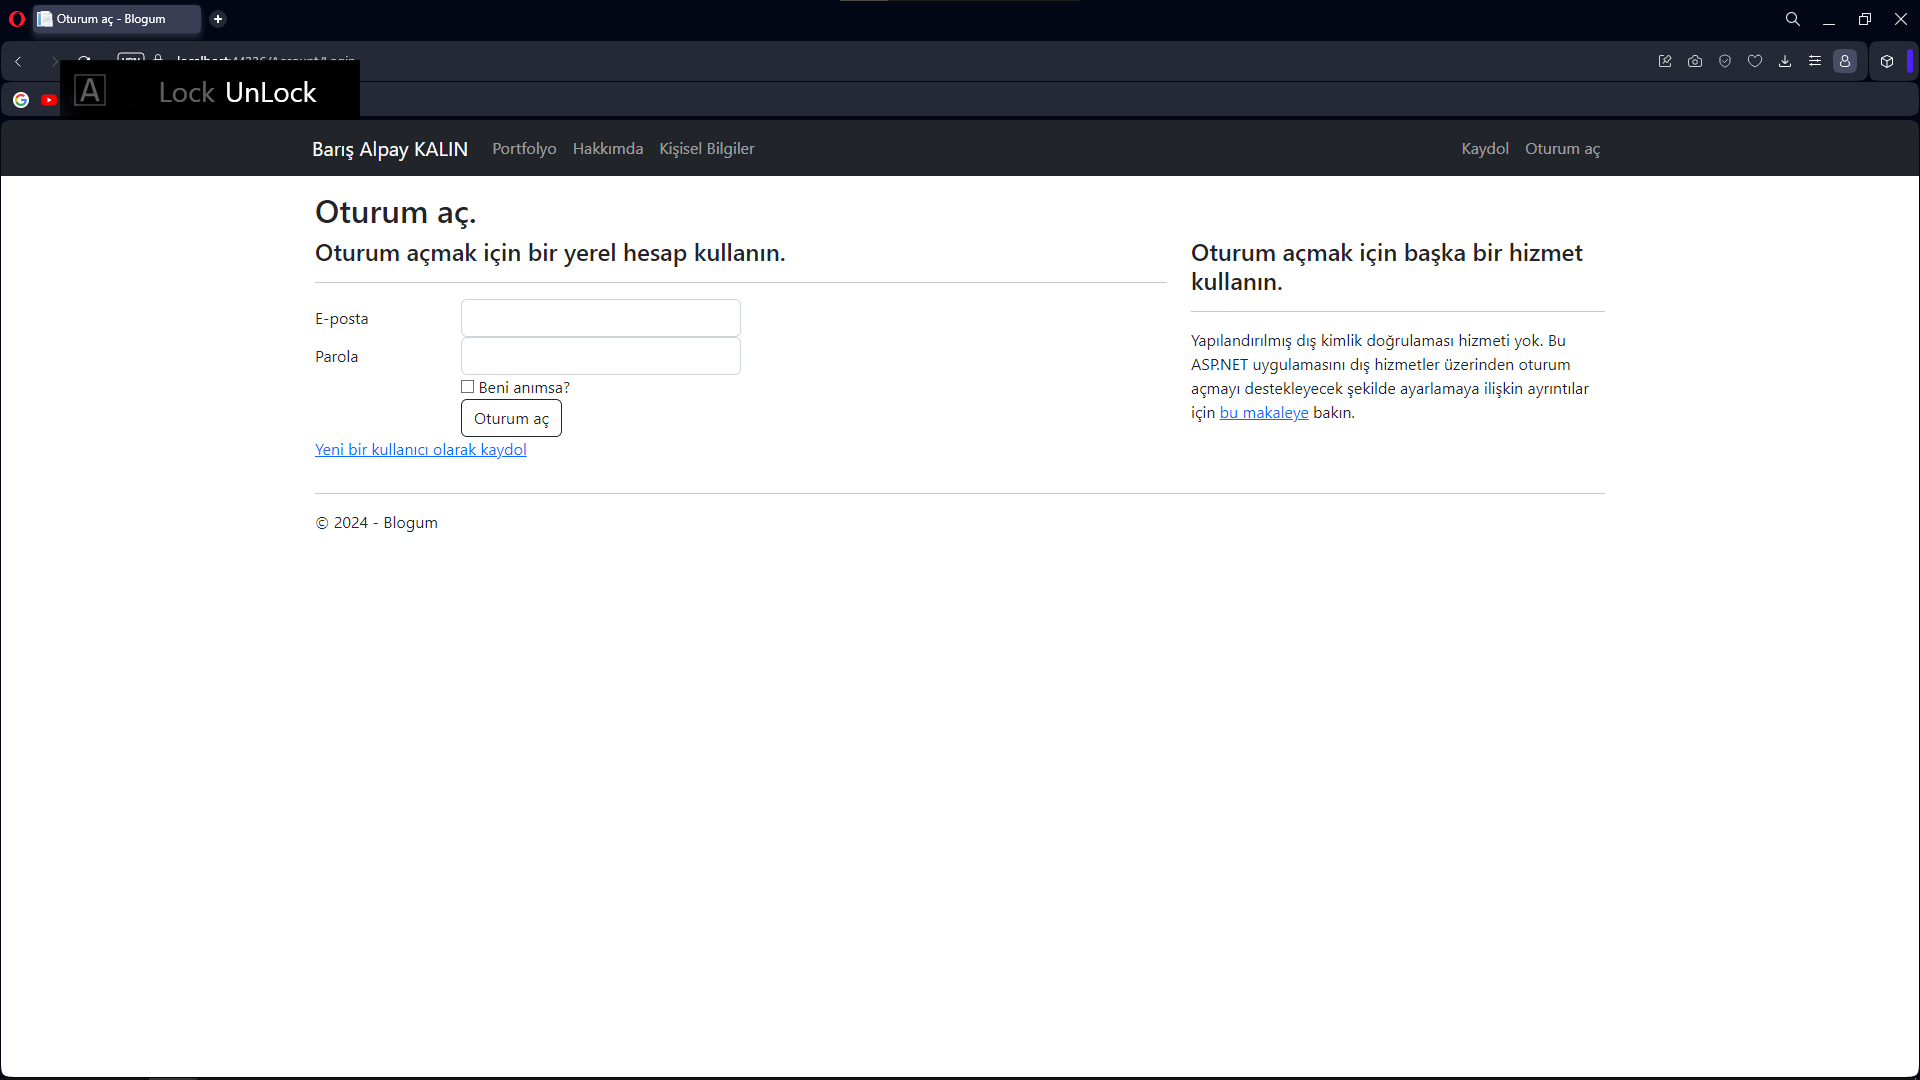 Oturum aç - Blogum
A Lock UnLock
Barış Alpay KALIN Portfolyo Hakkımda Kişisel Bilgiler Kaydol Oturum aç
Oturum aç.
Oturum açmak için bir yerel hesap kullanın.
E-posta
Parola
Beni anımsa?
Oturum aç
Yeni bir kullanıcı olarak kaydol
Oturum açmak için başka bir hizmet
kullanın.
Yapılandırılmış dış kimlik doğrulaması hizmeti yok. Bu
ASP.NET uygulamasını dış hizmetler üzerinden oturum
açmayı destekleyecek şekilde ayarlamaya ilişkin ayrıntılar
için bu makaleye bakın.
© 2024 - Blogum